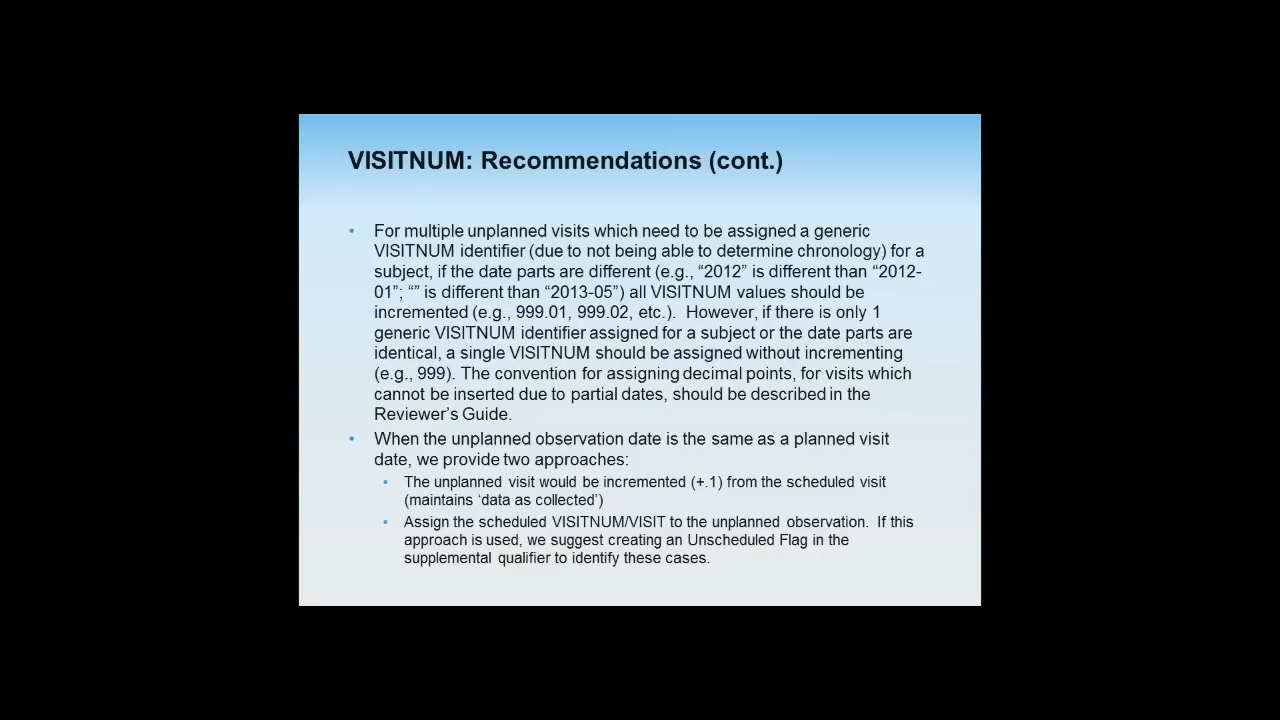 VISITNUM: Recommendations (cont.)
• For multiple unplanned visits which need to be assigned a generic
VISITNUM identifier (due to not being able to determine chronology) for a
subject, if the date parts are different (e.g., “2012” is different than “2012-
01”; “” is different than “2013-05”) all VISITNUM values should be
incremented (e.g., 999.01, 999.02, etc.). However, if there is only 1
generic VISITNUM identifier assigned for a subject or the date parts are
identical, a single VISITNUM should be assigned without incrementing
(e.g., 999). The convention for assigning decimal points, for visits which
cannot be inserted due to partial dates, should be described in the
Reviewer’s Guide.
• When the unplanned observation date is the same as a planned visit
date, we provide two approaches:
• The unplanned visit would be incremented (+.1) from the scheduled visit
(maintains ‘data as collected’)
• Assign the scheduled VISITNUM/VISIT to the unplanned observation. If this
approach is used, we suggest creating an Unscheduled Flag in the
supplemental qualifier to identify these cases.